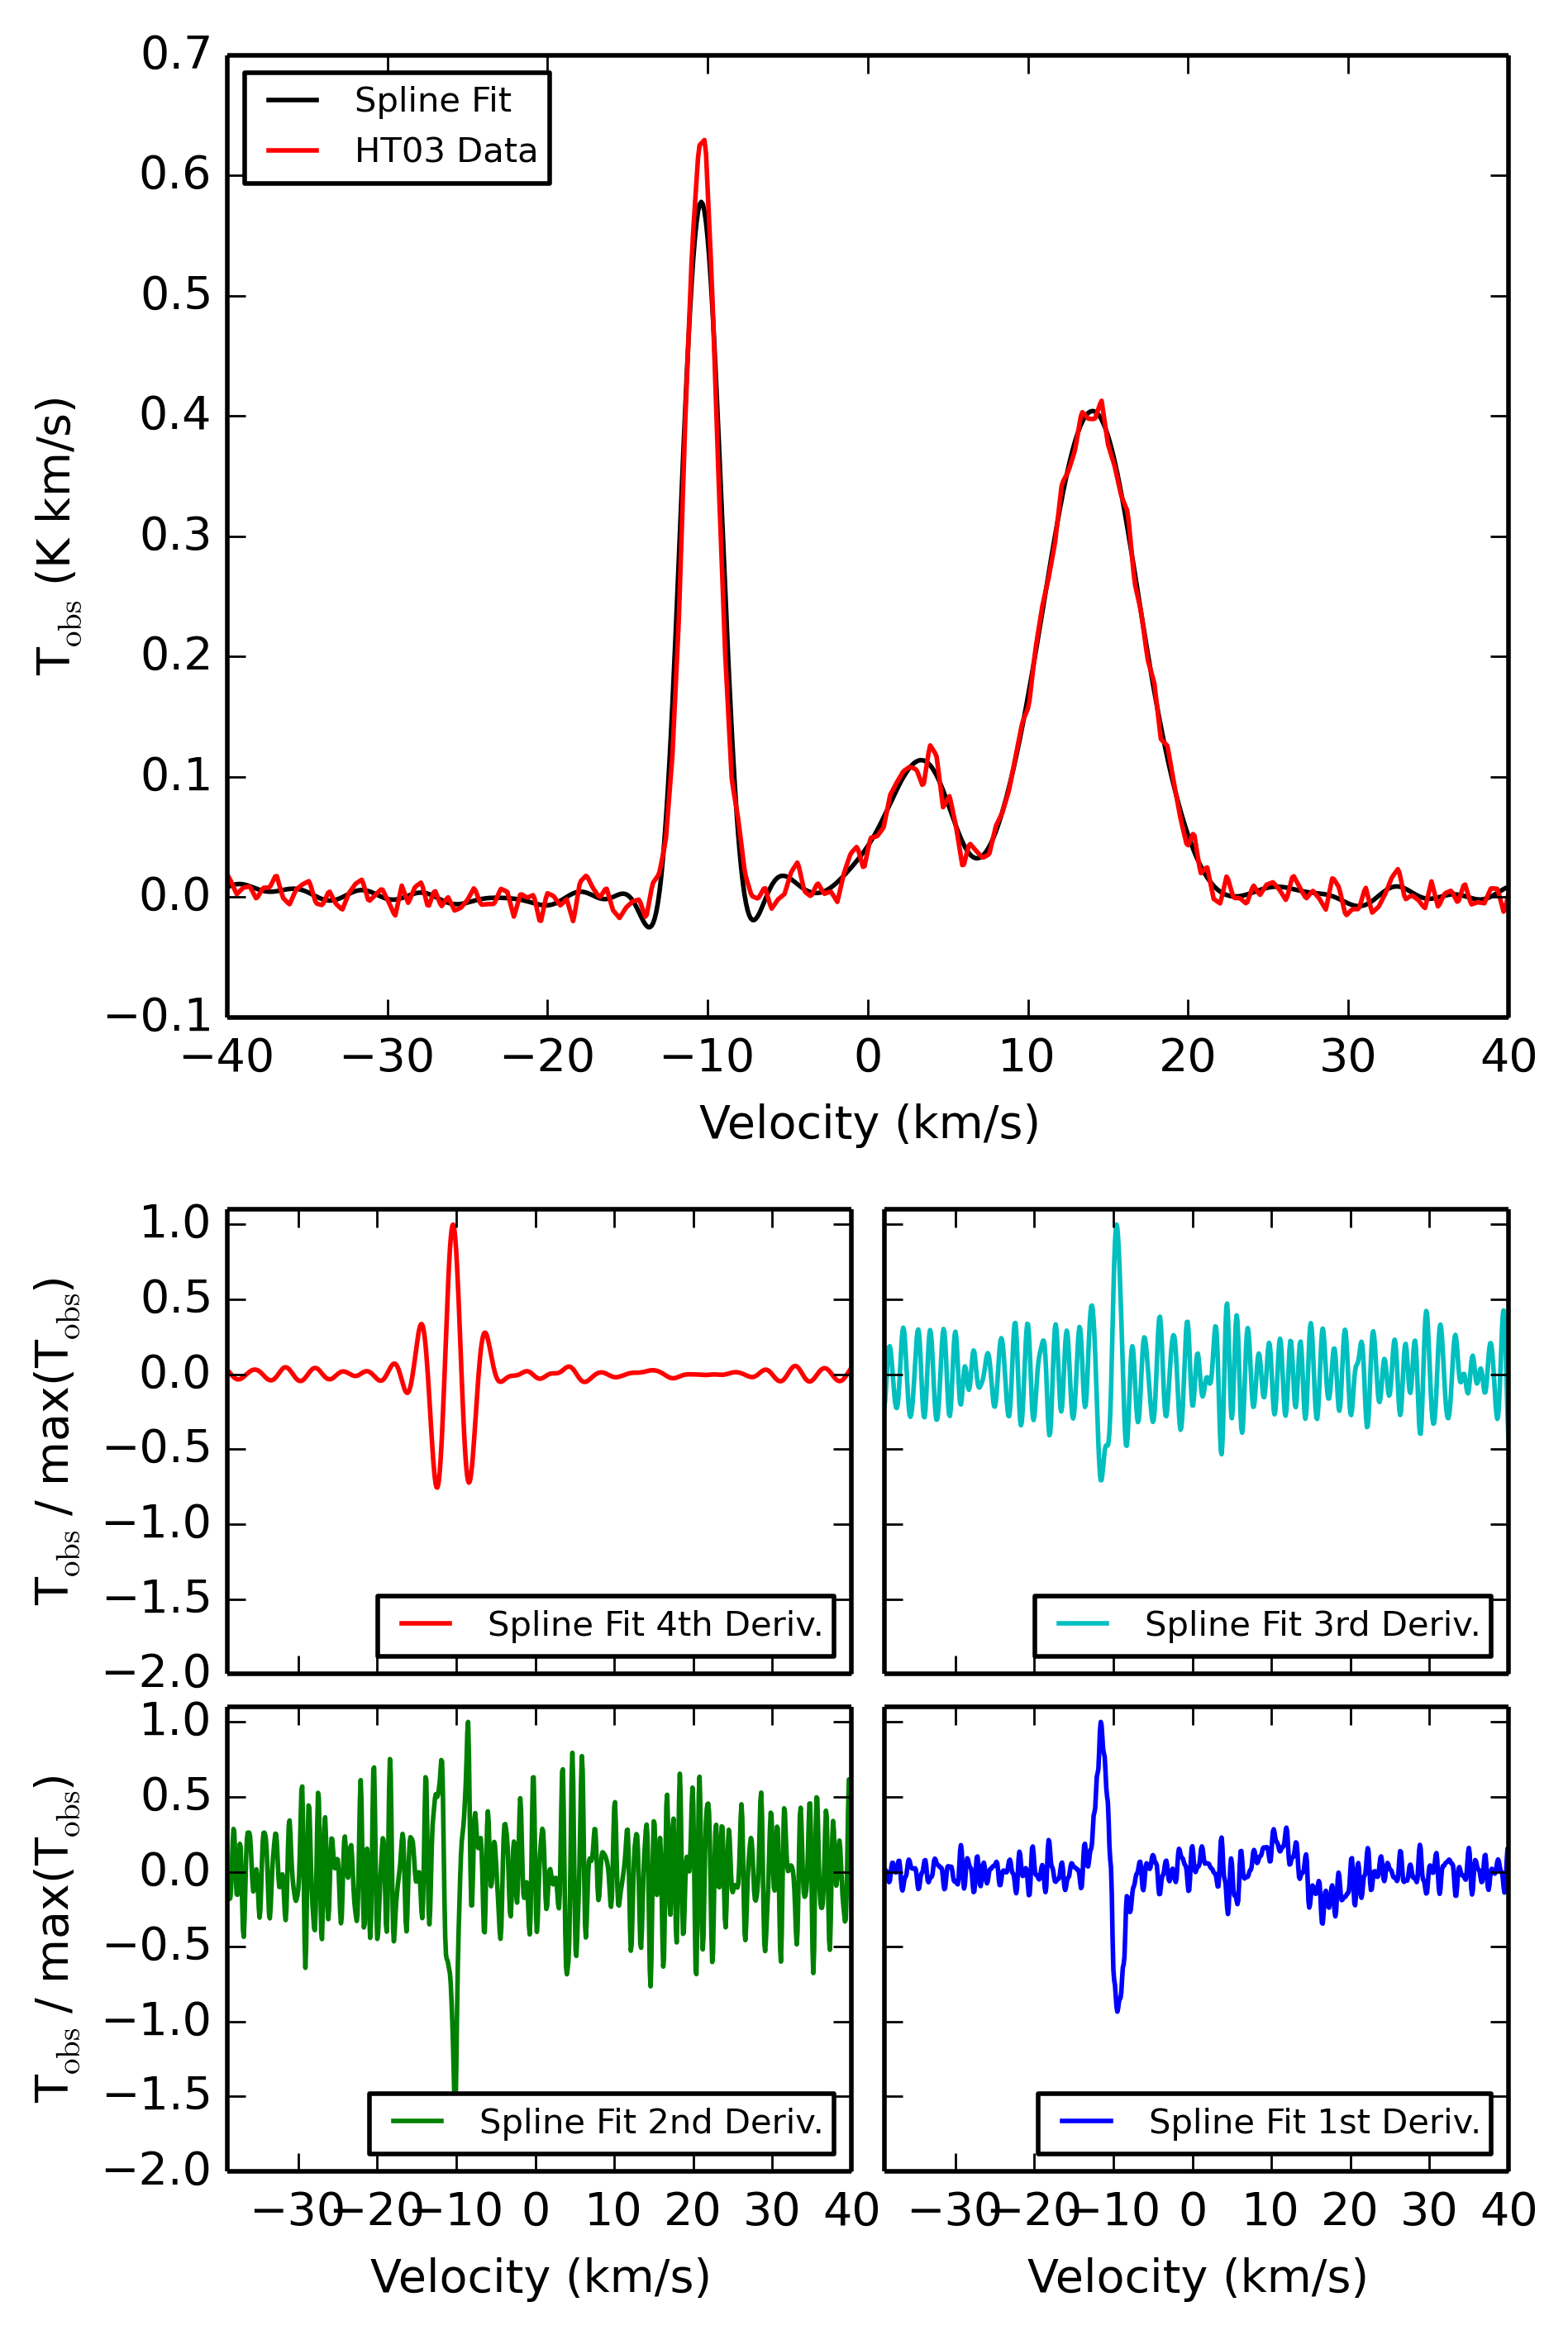 0.7
0.6
0.5
0.4
0.3
0.2
0.1
0.0
−0.1
T_obs (K km/s)
Spline Fit
HT03 Data
−40 −30 −20 −10 0 10 20 30 40
Velocity (km/s)
1.0
0.5
0.0
−0.5
−1.0
−1.5
−2.0
T_obs / max(T_obs)
Spline Fit 4th Deriv.
Spline Fit 3rd Deriv.
1.0
0.5
0.0
−0.5
−1.0
−1.5
−2.0
T_obs / max(T_obs)
Spline Fit 2nd Deriv.
Spline Fit 1st Deriv.
−30 −20 −10 0 10 20 30 40
−30 −20 −10 0 10 20 30 40
Velocity (km/s)
Velocity (km/s)